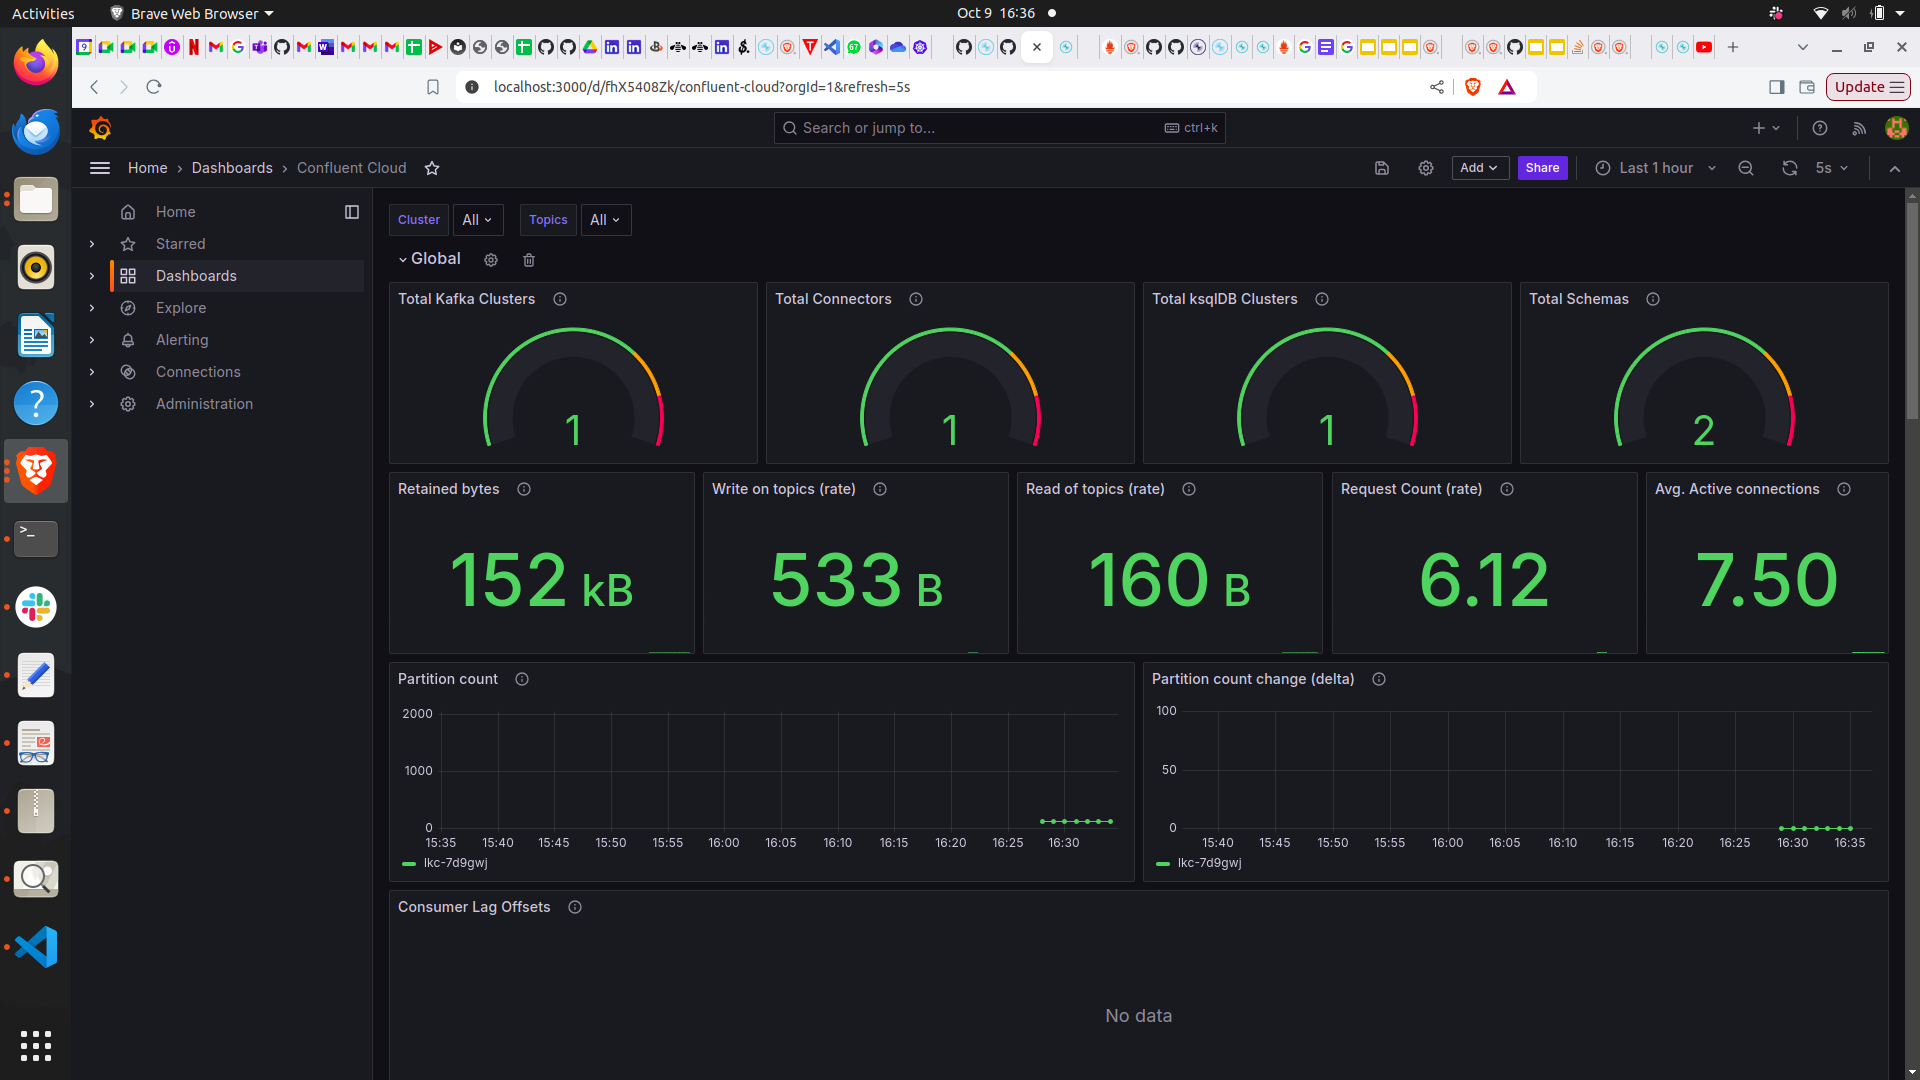 Activities
Brave Web Browser
Oct 9 16:36
localhost:3000/d/fhX5408Zk/confluent-cloud?orgId=1&refresh=5s
Update
Search or jump to...
ctrl+k
Home › Dashboards › Confluent Cloud
Add
Share
Last 1 hour
5s
Home
Starred
Dashboards
Explore
Alerting
Connections
Administration
Cluster
All
Topics
All
Global
Total Kafka Clusters
1
Total Connectors
1
Total ksqlDB Clusters
1
Total Schemas
2
Retained bytes
152 kB
Write on topics (rate)
533 B
Read of topics (rate)
160 B
Request Count (rate)
6.12
Avg. Active connections
7.50
Partition count
2000
1000
0
15:35 15:40 15:45 15:50 15:55 16:00 16:05 16:10 16:15 16:20 16:25 16:30
lkc-7d9gwj
Partition count change (delta)
100
50
0
15:40 15:45 15:50 15:55 16:00 16:05 16:10 16:15 16:20 16:25 16:30 16:35
lkc-7d9gwj
Consumer Lag Offsets
No data